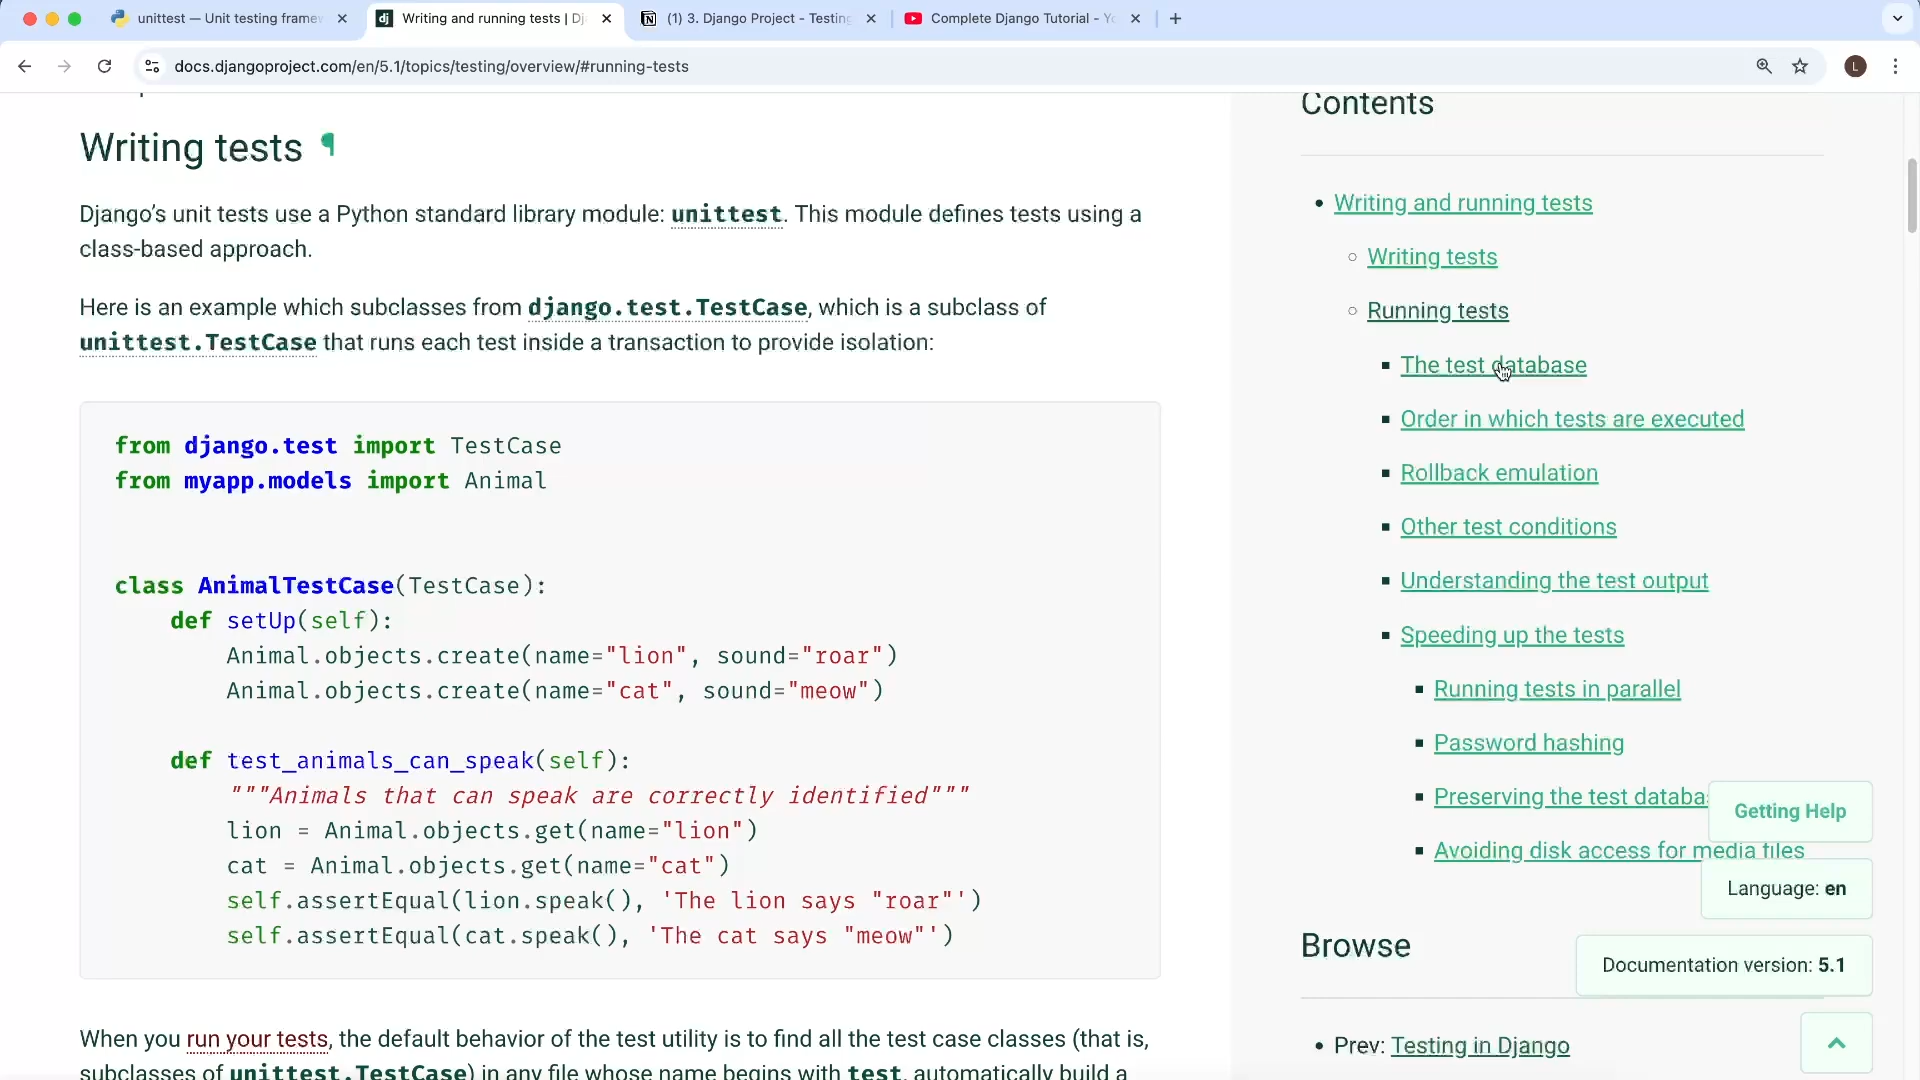 unittest — Unit testing framew
Writing and running tests | Dj
(1) 3. Django Project - Testing
Complete Django Tutorial - Yo
docs.djangoproject.com/en/5.1/topics/testing/overview/#running-tests
L
Writing tests ¶
Django’s unit tests use a Python standard library module: unittest. This module defines tests using a
class-based approach.
Here is an example which subclasses from django.test.TestCase, which is a subclass of
unittest.TestCase that runs each test inside a transaction to provide isolation:
from django.test import TestCase
from myapp.models import Animal
class AnimalTestCase(TestCase):
    def setUp(self):
        Animal.objects.create(name="lion", sound="roar")
        Animal.objects.create(name="cat", sound="meow")
    def test_animals_can_speak(self):
        """Animals that can speak are correctly identified"""
        lion = Animal.objects.get(name="lion")
        cat = Animal.objects.get(name="cat")
        self.assertEqual(lion.speak(), 'The lion says "roar"')
        self.assertEqual(cat.speak(), 'The cat says "meow"')
When you run your tests, the default behavior of the test utility is to find all the test case classes (that is,
subclasses of unittest.TestCase) in any file whose name begins with test, automatically build a
Contents
Writing and running tests
Writing tests
Running tests
The test database
Order in which tests are executed
Rollback emulation
Other test conditions
Understanding the test output
Speeding up the tests
Running tests in parallel
Password hashing
Preserving the test databas
Avoiding disk access for media files
Getting Help
Language: en
Browse
Documentation version: 5.1
Prev: Testing in Django